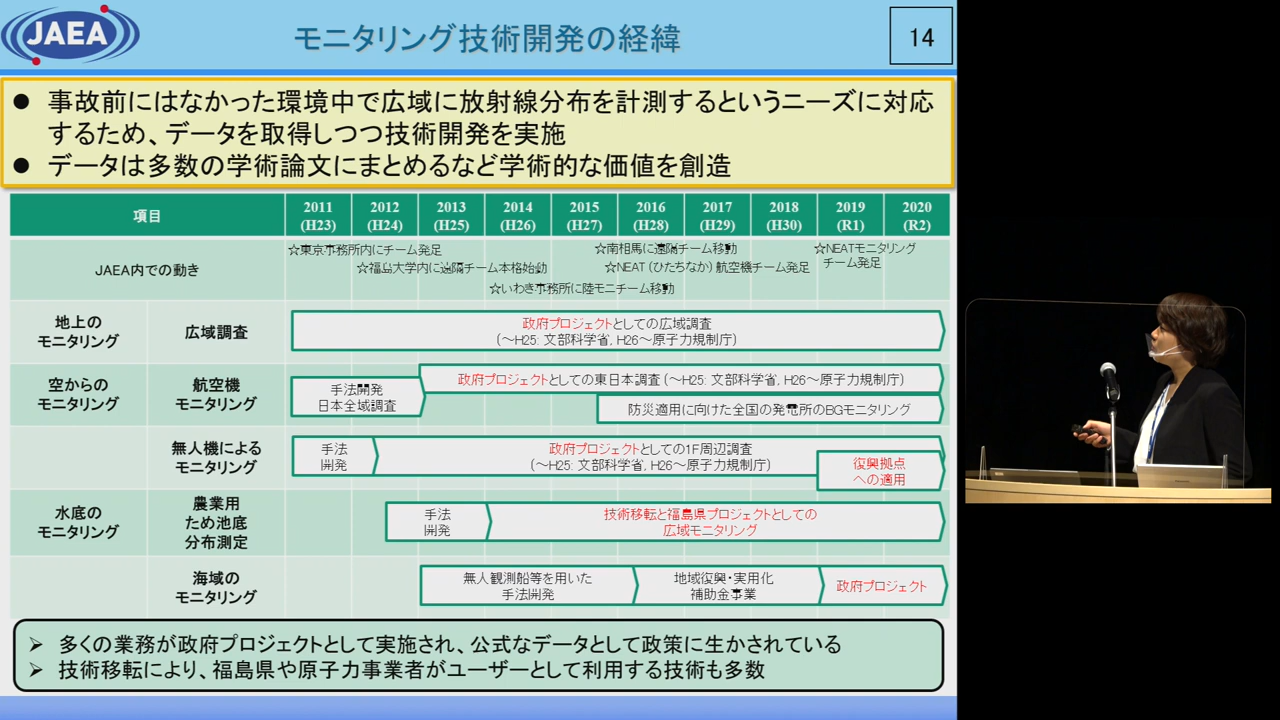 JAEA
モニタリング技術開発の経緯
14
● 事故前にはなかった環境中で広域に放射線分布を計測するというニーズに対応
するため、データを取得しつつ技術開発を実施
● データは多数の学術論文にまとめるなど学術的な価値を創造
項目
2011
(H23)
2012
(H24)
2013
(H25)
2014
(H26)
2015
(H27)
2016
(H28)
2017
(H29)
2018
(H30)
2019
(R1)
2020
(R2)
JAEA内での動き
☆東京事務所内にチーム発足
☆福島大学内に遠隔チーム本格始動
☆いわき事務所に陸モニチーム移動
☆南相馬に遠隔チーム移動
☆NEAT（ひたちなか）航空機チーム発足
☆NEATモニタリング
チーム発足
地上の
モニタリング
広域調査
政府プロジェクトとしての広域調査
（～H25: 文部科学省, H26～原子力規制庁）
空からの
モニタリング
航空機
モニタリング
手法開発
日本全域調査
政府プロジェクトとしての東日本調査（～H25: 文部科学省, H26～原子力規制庁）
防災適用に向けた全国の発電所のBGモニタリング
無人機による
モニタリング
手法
開発
政府プロジェクトとしての1F周辺調査
（～H25: 文部科学省, H26～原子力規制庁）
復興拠点
への適用
水底の
モニタリング
農業用
ため池底
分布測定
手法
開発
技術移転と福島県プロジェクトとしての
広域モニタリング
海域の
モニタリング
無人観測船等を用いた
手法開発
地域復興・実用化
補助金事業
政府プロジェクト
➢ 多くの業務が政府プロジェクトとして実施され、公式なデータとして政策に生かされている
➢ 技術移転により、福島県や原子力事業者がユーザーとして利用する技術も多数